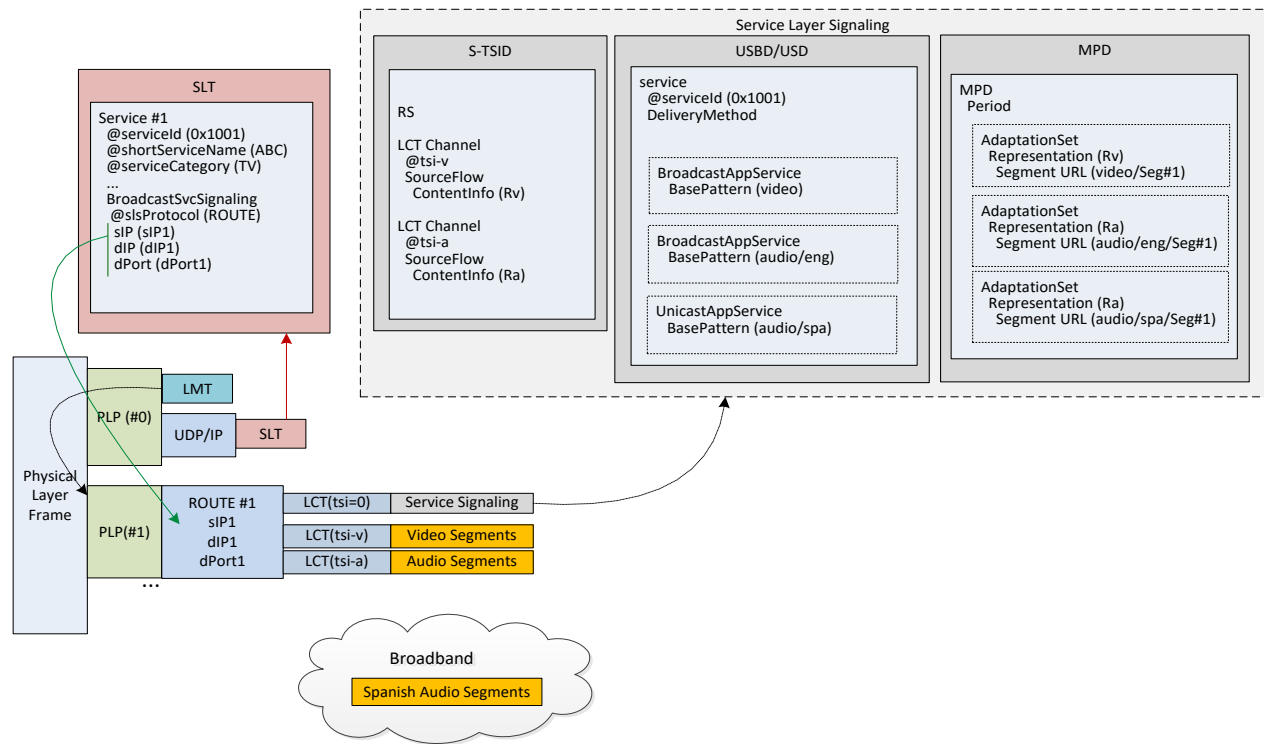 Service Layer Signaling
S-TSID
RS
LCT Channel
@tsi-v
SourceFlow
ContentInfo (Rv)
LCT Channel
@tsi-a
SourceFlow
ContentInfo (Ra)
USBD/USD
service
@serviceId (0x1001)
DeliveryMethod
BroadcastAppService
BasePattern (video)
BroadcastAppService
BasePattern (audio/eng)
UnicastAppService
BasePattern (audio/spa)
MPD
MPD
Period
AdaptationSet
Representation (Rv)
Segment URL (video/Seg#1)
AdaptationSet
Representation (Ra)
Segment URL (audio/eng/Seg#1)
AdaptationSet
Representation (Ra)
Segment URL (audio/spa/Seg#1)
SLT
Service #1
@serviceId (0x1001)
@shortServiceName (ABC)
@serviceCategory (TV)
...
BroadcastSvcSignaling
@slsProtocol (ROUTE)
sIP (sIP1)
dIP (dIP1)
dPort (dPort1)
Physical
Layer
Frame
PLP (#0)
LMT
UDP/IP
SLT
PLP(#1)
ROUTE #1
sIP1
dIP1
dPort1
LCT(tsi=0)
Service Signaling
LCT(tsi-v)
Video Segments
LCT(tsi-a)
Audio Segments
...
Broadband
Spanish Audio Segments